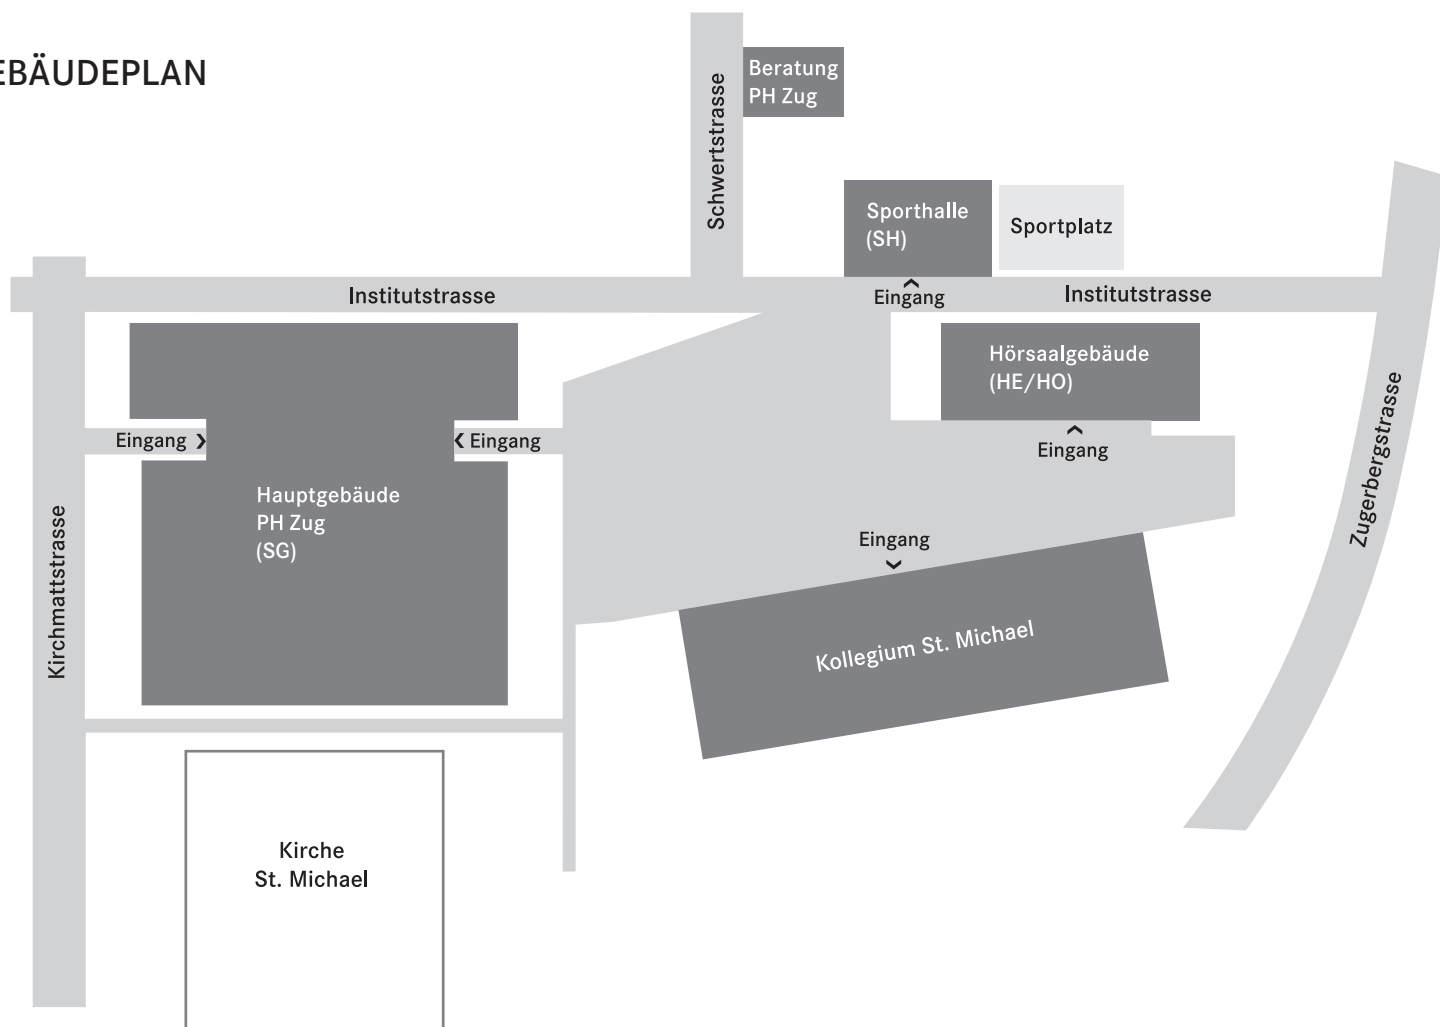 EBÄUDEPLAN
Beratung
PH Zug
Schwertstrasse
Sporthalle
(SH)
Sportplatz
Institutstrasse
Eingang
Institutstrasse
Hörsaalgebäude
(HE/HO)
Eingang
Eingang
Eingang
Hauptgebäude
PH Zug
(SG)
Eingang
Zugerbergstrasse
Kirchmattstrasse
Kollegium St. Michael
Kirche
St. Michael